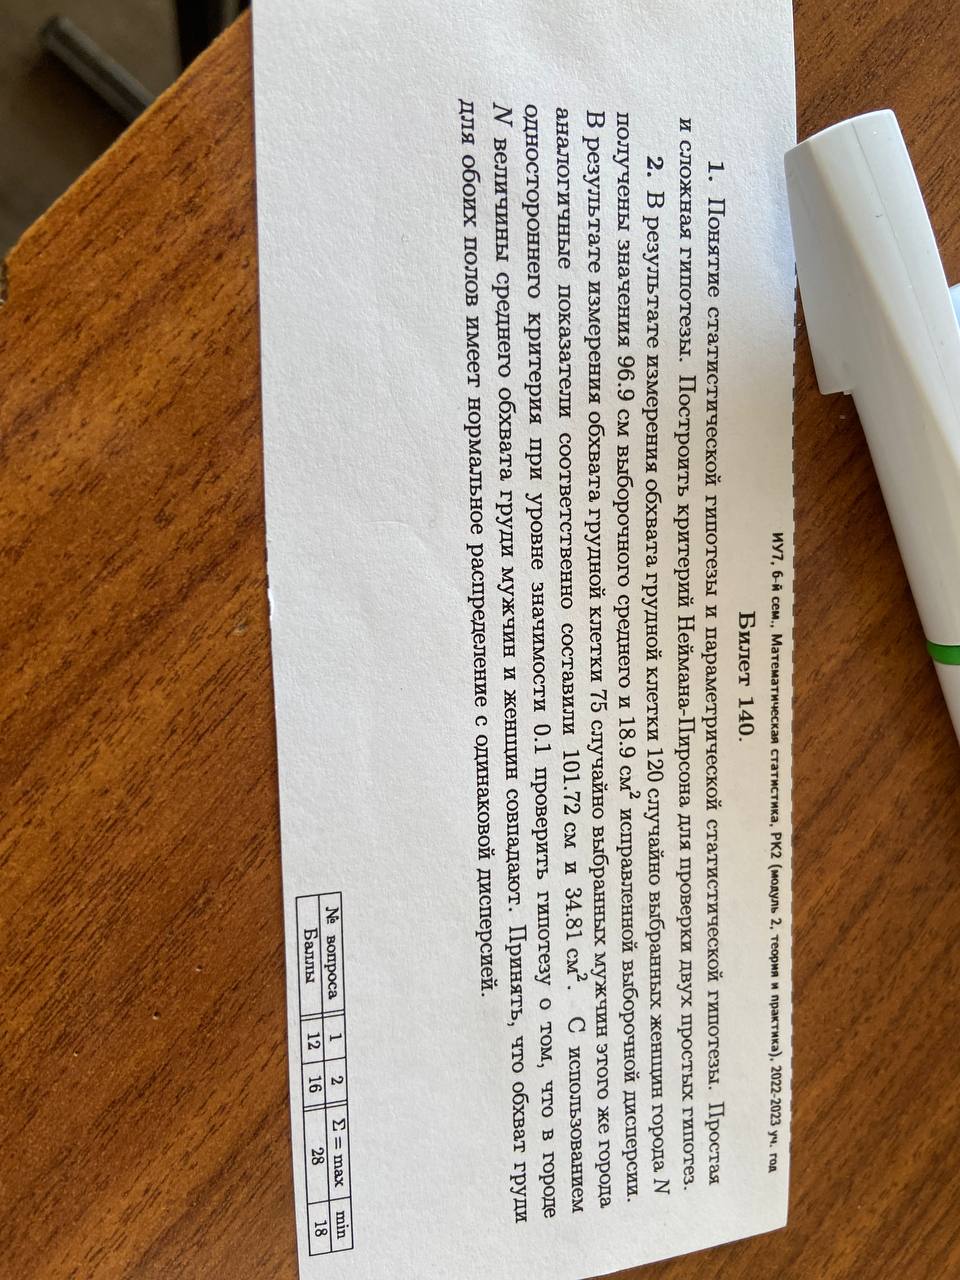 ИУ7, 6-й сем., Математическая статистика, РК2 (модуль 2, теория и практика), 2022-2023 уч. год
Билет 140.
1. Понятие статистической гипотезы и параметрической статистической гипотезы. Простая
и сложная гипотезы. Построить критерий Неймана-Пирсона для проверки двух простых гипотез.
2. В результате измерения обхвата грудной клетки 120 случайно выбранных женщин города N
получены значения 96.9 см выборочного среднего и 18.9 см² исправленной выборочной дисперсии.
В результате измерения обхвата грудной клетки 75 случайно выбранных мужчин этого же города
аналогичные показатели соответственно составили 101.72 см и 34.81 см². С использованием
одностороннего критерия при уровне значимости 0.1 проверить гипотезу о том, что в городе
N величины среднего обхвата груди мужчин и женщин совпадают. Принять, что обхват груди
для обоих полов имеет нормальное распределение с одинаковой дисперсией.
№ вопроса 1 2 Σ = max min
Баллы 12 16 28 18